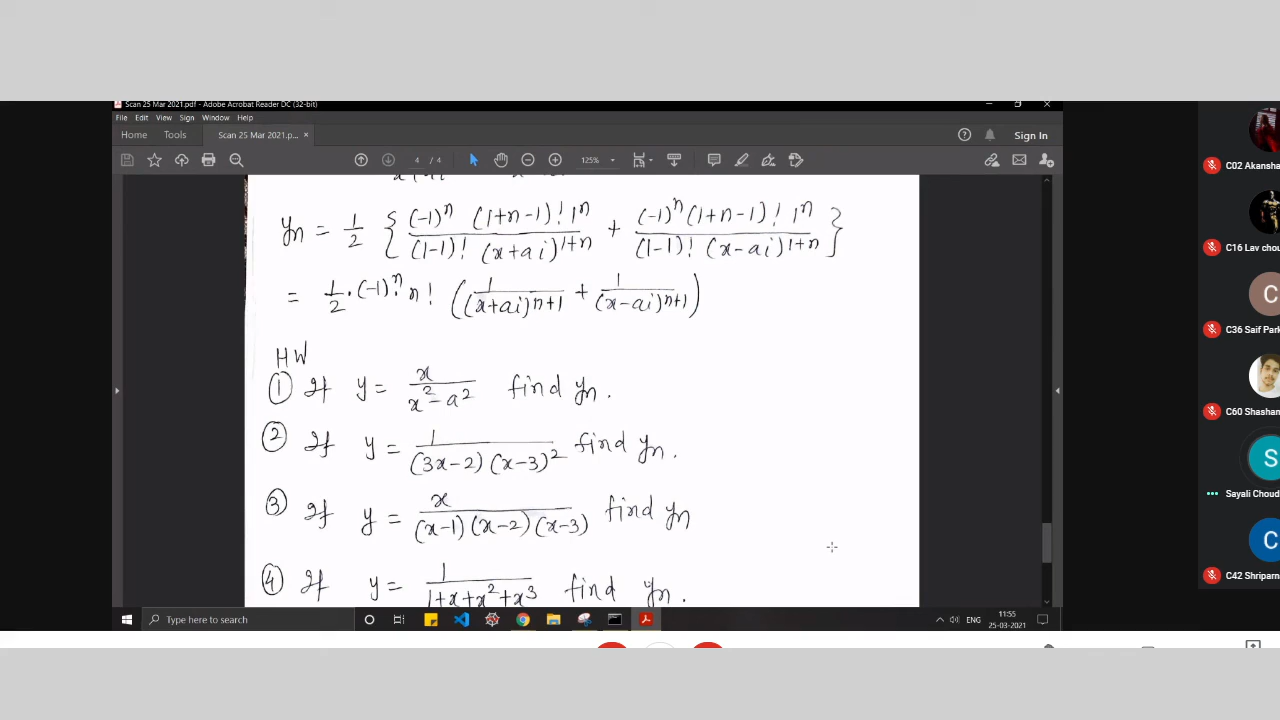 Scan 25 Mar 2021.pdf - Adobe Acrobat Reader DC (32-bit)
File Edit View Sign Window Help
Home Tools Scan 25 Mar 2021.p... × Sign In
4 / 4 125%
yn = 1/2 { (-1)^n (1+n-1)! 1^n / (1-1)! (x+ai)^1+n + (-1)^n (1+n-1)! 1^n / (1-1)! (x-ai)^1+n }
= 1/2 · (-1)^n · n! ( 1/(x+ai)^n+1 + 1/(x-ai)^n+1 )
HW
① If y = x / x^2 - a^2 find yn.
② If y = 1 / (3x-2) (x-3)^2 find yn.
③ If y = x / (x-1) (x-2) (x-3) find yn
④ If y = 1 / 1+x+x^2+x^3 find yn.
C02 Akansha
C16 Lav chou
C
C36 Saif Park
C60 Shashan
S
Sayali Choud
C
C42 Shripam
Type here to search
ENG
11:55
25-03-2021